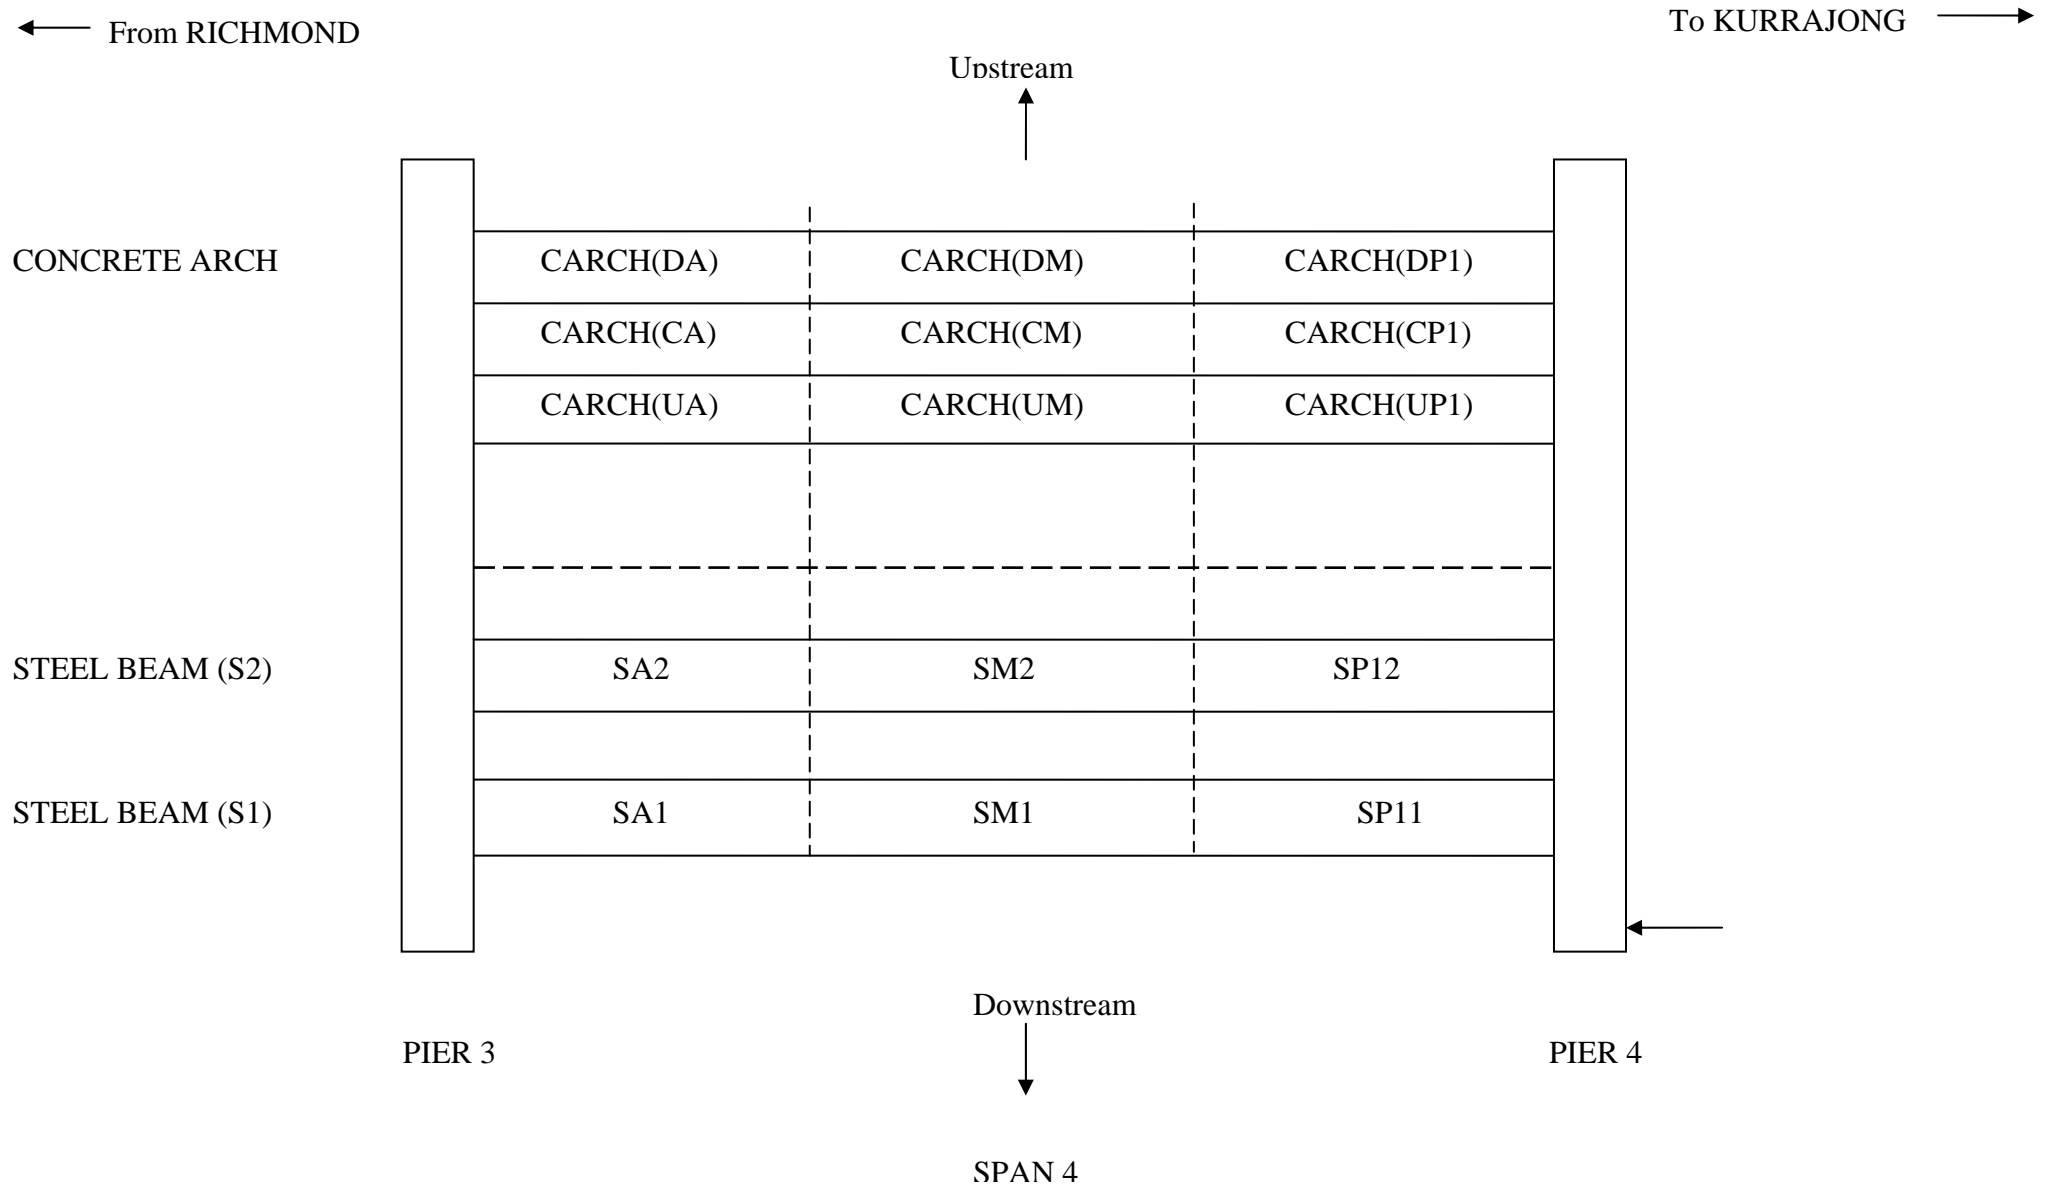 From RICHMOND
To KURRAJONG
Upstream
CONCRETE ARCH CARCH(DA) CARCH(DM) CARCH(DP1)
CARCH(CA) CARCH(CM) CARCH(CP1)
CARCH(UA) CARCH(UM) CARCH(UP1)
STEEL BEAM (S2) SA2 SM2 SP12
STEEL BEAM (S1) SA1 SM1 SP11
Downstream
PIER 3 PIER 4
SPAN 4